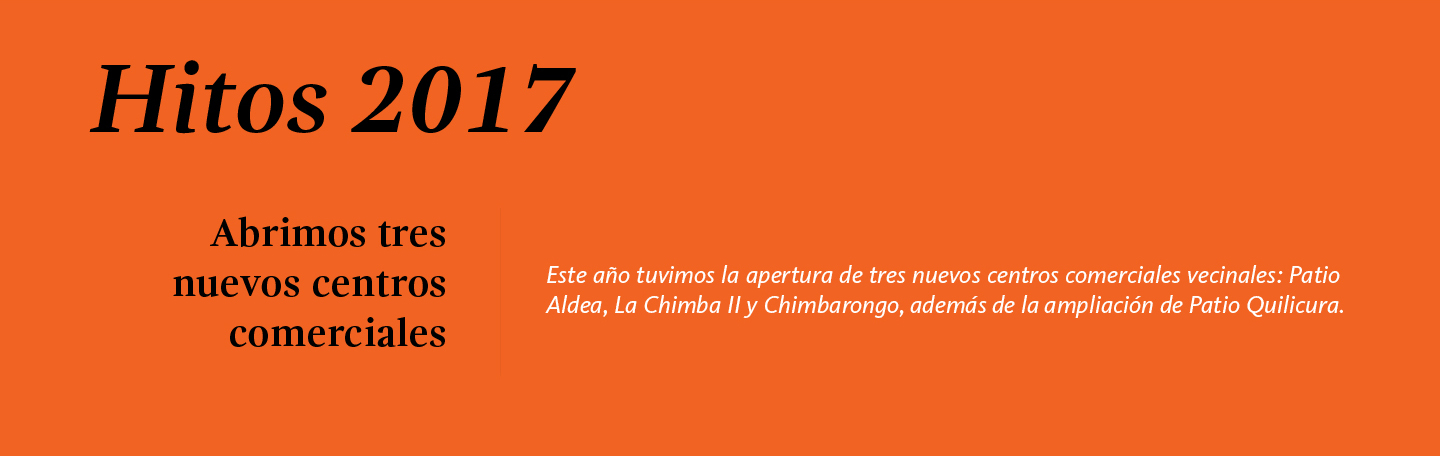 Hitos 2017
Abrimos tres
nuevos centros
comerciales
Este año tuvimos la apertura de tres nuevos centros comerciales vecinales: Patio
Aldea, La Chimba II y Chimbarongo, además de la ampliación de Patio Quilicura.